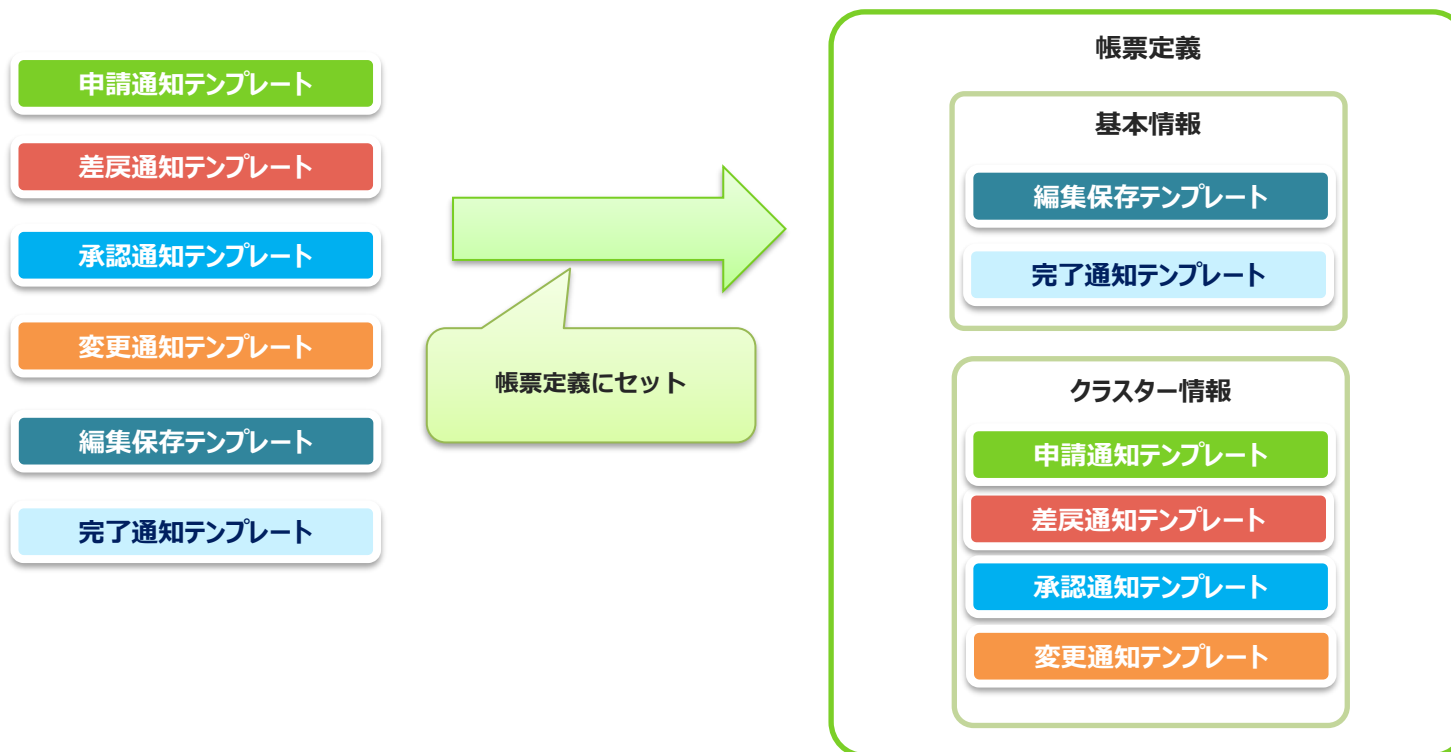 申請通知テンプレート
差戻通知テンプレート
承認通知テンプレート
変更通知テンプレート
編集保存テンプレート
完了通知テンプレート
帳票定義にセット
帳票定義
基本情報
編集保存テンプレート
完了通知テンプレート
クラスター情報
申請通知テンプレート
差戻通知テンプレート
承認通知テンプレート
変更通知テンプレート